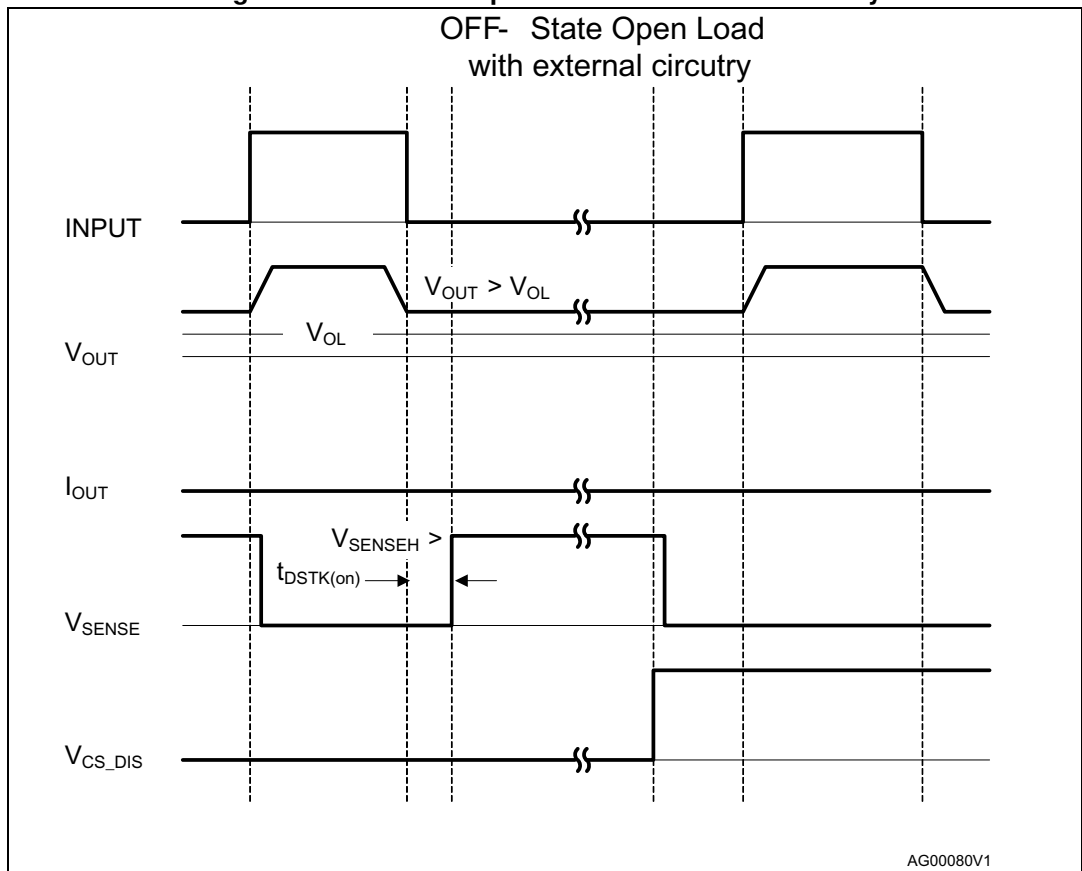 OFF- State Open Load
with external circutry
INPUT
V_OUT > V_OL
V_OL
V_OUT
I_OUT
V_SENSEH >
t_DSTK(on)
V_SENSE
V_CS_DIS
AG00080V1